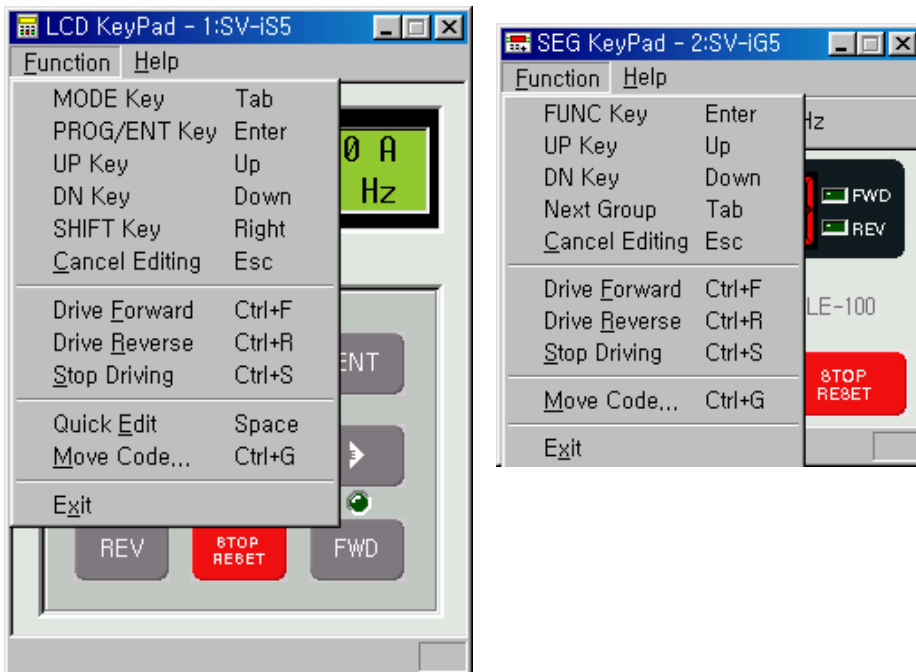 LCD KeyPad - 1:SV-iS5
Function Help
MODE Key Tab
PROG/ENT Key Enter
UP Key Up
DN Key Down
SHIFT Key Right
Cancel Editing Esc
Drive Forward Ctrl+F
Drive Reverse Ctrl+R
Stop Driving Ctrl+S
Quick Edit Space
Move Code... Ctrl+G
Exit
0 A
Hz
ENT
REV
STOP
RESET
FWD
SEG KeyPad - 2:SV-iG5
Function Help
FUNC Key Enter
UP Key Up
DN Key Down
Next Group Tab
Cancel Editing Esc
Drive Forward Ctrl+F
Drive Reverse Ctrl+R
Stop Driving Ctrl+S
Move Code... Ctrl+G
Exit
Hz
FWD
REV
LE-100
STOP
RESET